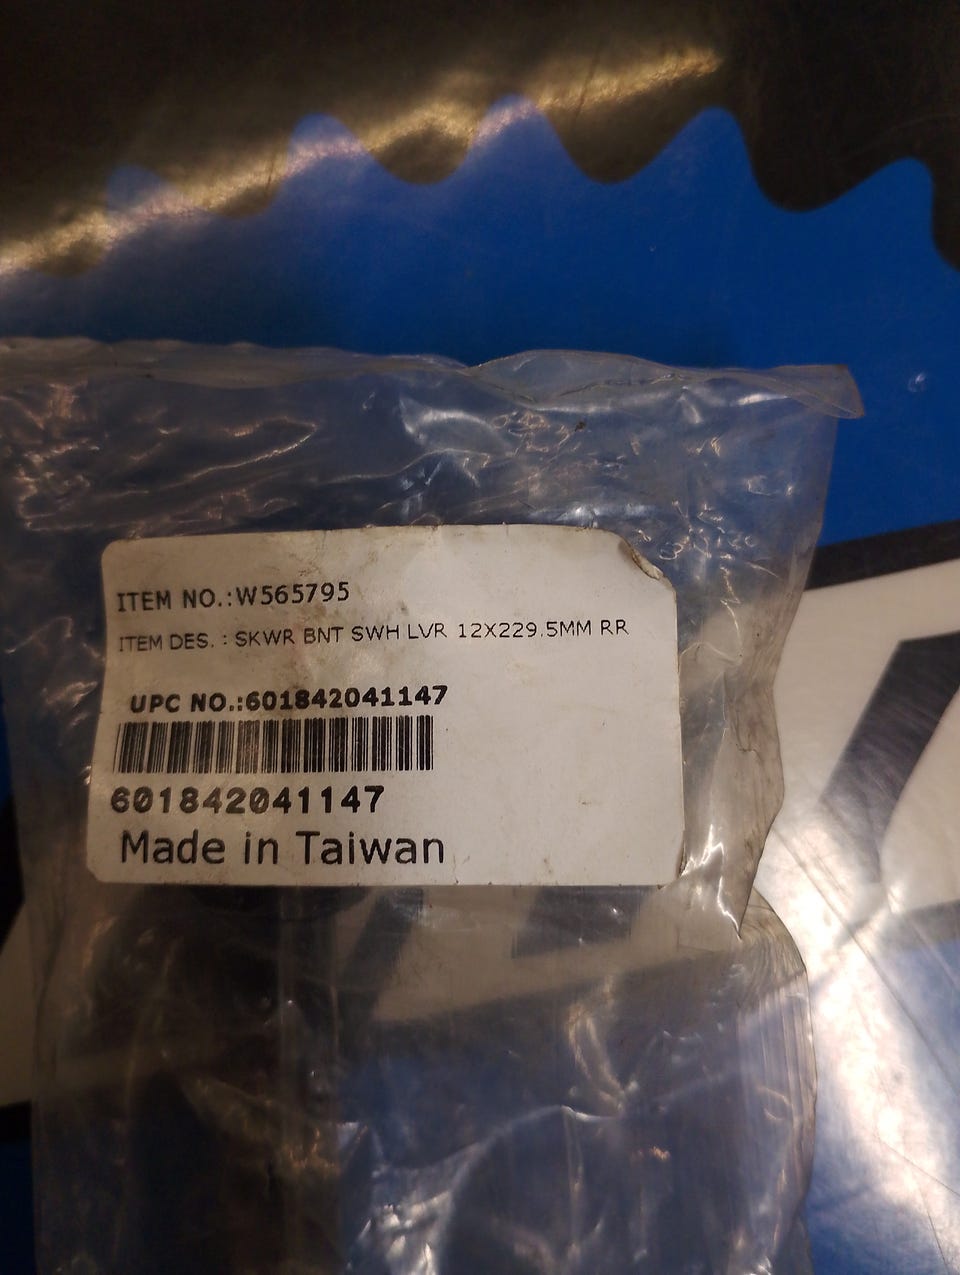 ITEM NO.:W565795
ITEM DES. : SKWR BNT SWH LVR 12X229.5MM RR
UPC NO.:601842041147
601842041147
Made in Taiwan